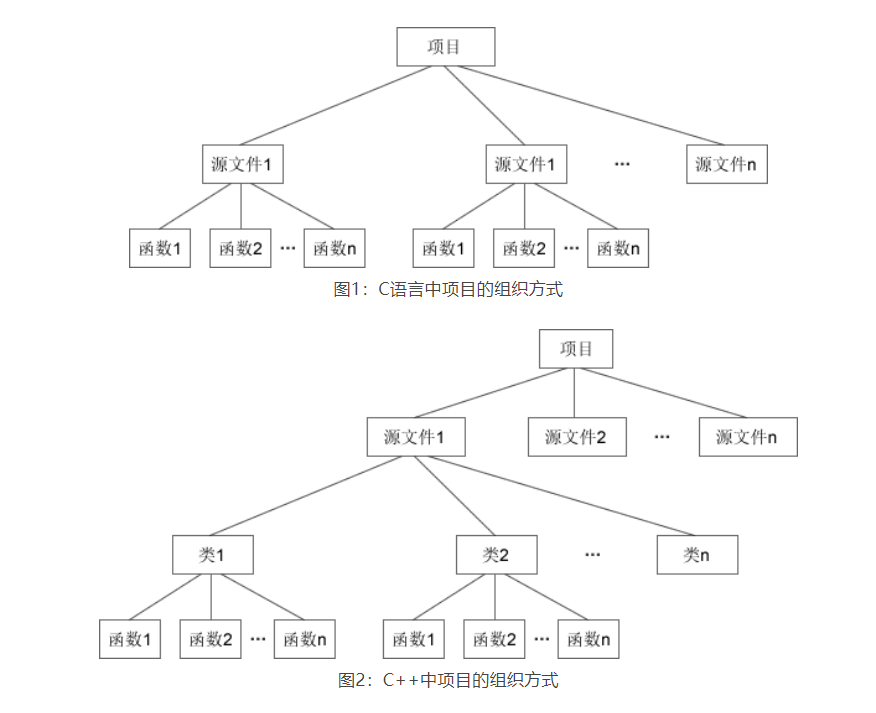 项目
源文件1 源文件1 … 源文件n
函数1 函数2 … 函数n 函数1 函数2 … 函数n
图1：C语言中项目的组织方式
项目
源文件1 源文件2 … 源文件n
类1 类2 … 类n
函数1 函数2 … 函数n 函数1 函数2 … 函数n
图2：C++中项目的组织方式